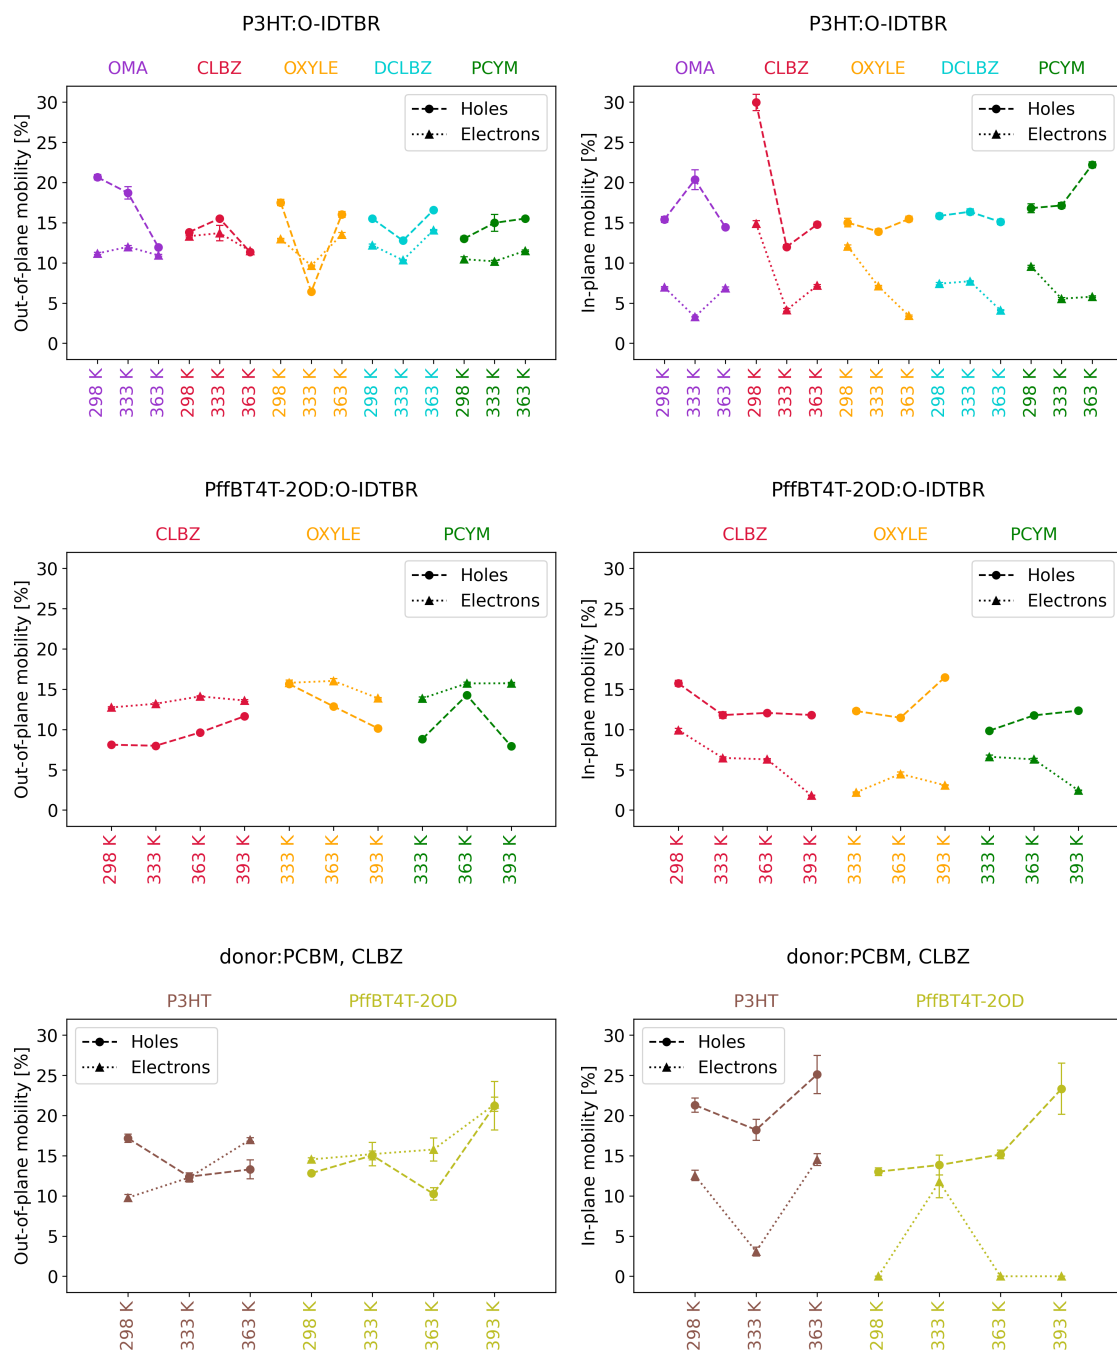 P3HT:O-IDTBR
OMA CLBZ OXYLE DCLBZ PCYM
Out-of-plane mobility [%]
30
25
20
15
10
5
0
Holes
Electrons
298 K 333 K 363 K 298 K 333 K 363 K 298 K 333 K 363 K 298 K 333 K 363 K 298 K 333 K 363 K
P3HT:O-IDTBR
OMA CLBZ OXYLE DCLBZ PCYM
In-plane mobility [%]
30
25
20
15
10
5
0
Holes
Electrons
298 K 333 K 363 K 298 K 333 K 363 K 298 K 333 K 363 K 298 K 333 K 363 K 298 K 333 K 363 K
PffBT4T-2OD:O-IDTBR
CLBZ OXYLE PCYM
Out-of-plane mobility [%]
30
25
20
15
10
5
0
Holes
Electrons
298 K 333 K 363 K 393 K 333 K 363 K 393 K 333 K 363 K 393 K
PffBT4T-2OD:O-IDTBR
CLBZ OXYLE PCYM
In-plane mobility [%]
30
25
20
15
10
5
0
Holes
Electrons
298 K 333 K 363 K 393 K 333 K 363 K 393 K 333 K 363 K 393 K
donor:PCBM, CLBZ
P3HT PffBT4T-2OD
Out-of-plane mobility [%]
30
25
20
15
10
5
0
Holes
Electrons
298 K 333 K 363 K 298 K 333 K 363 K 393 K
donor:PCBM, CLBZ
P3HT PffBT4T-2OD
In-plane mobility [%]
30
25
20
15
10
5
0
Holes
Electrons
298 K 333 K 363 K 298 K 333 K 363 K 393 K